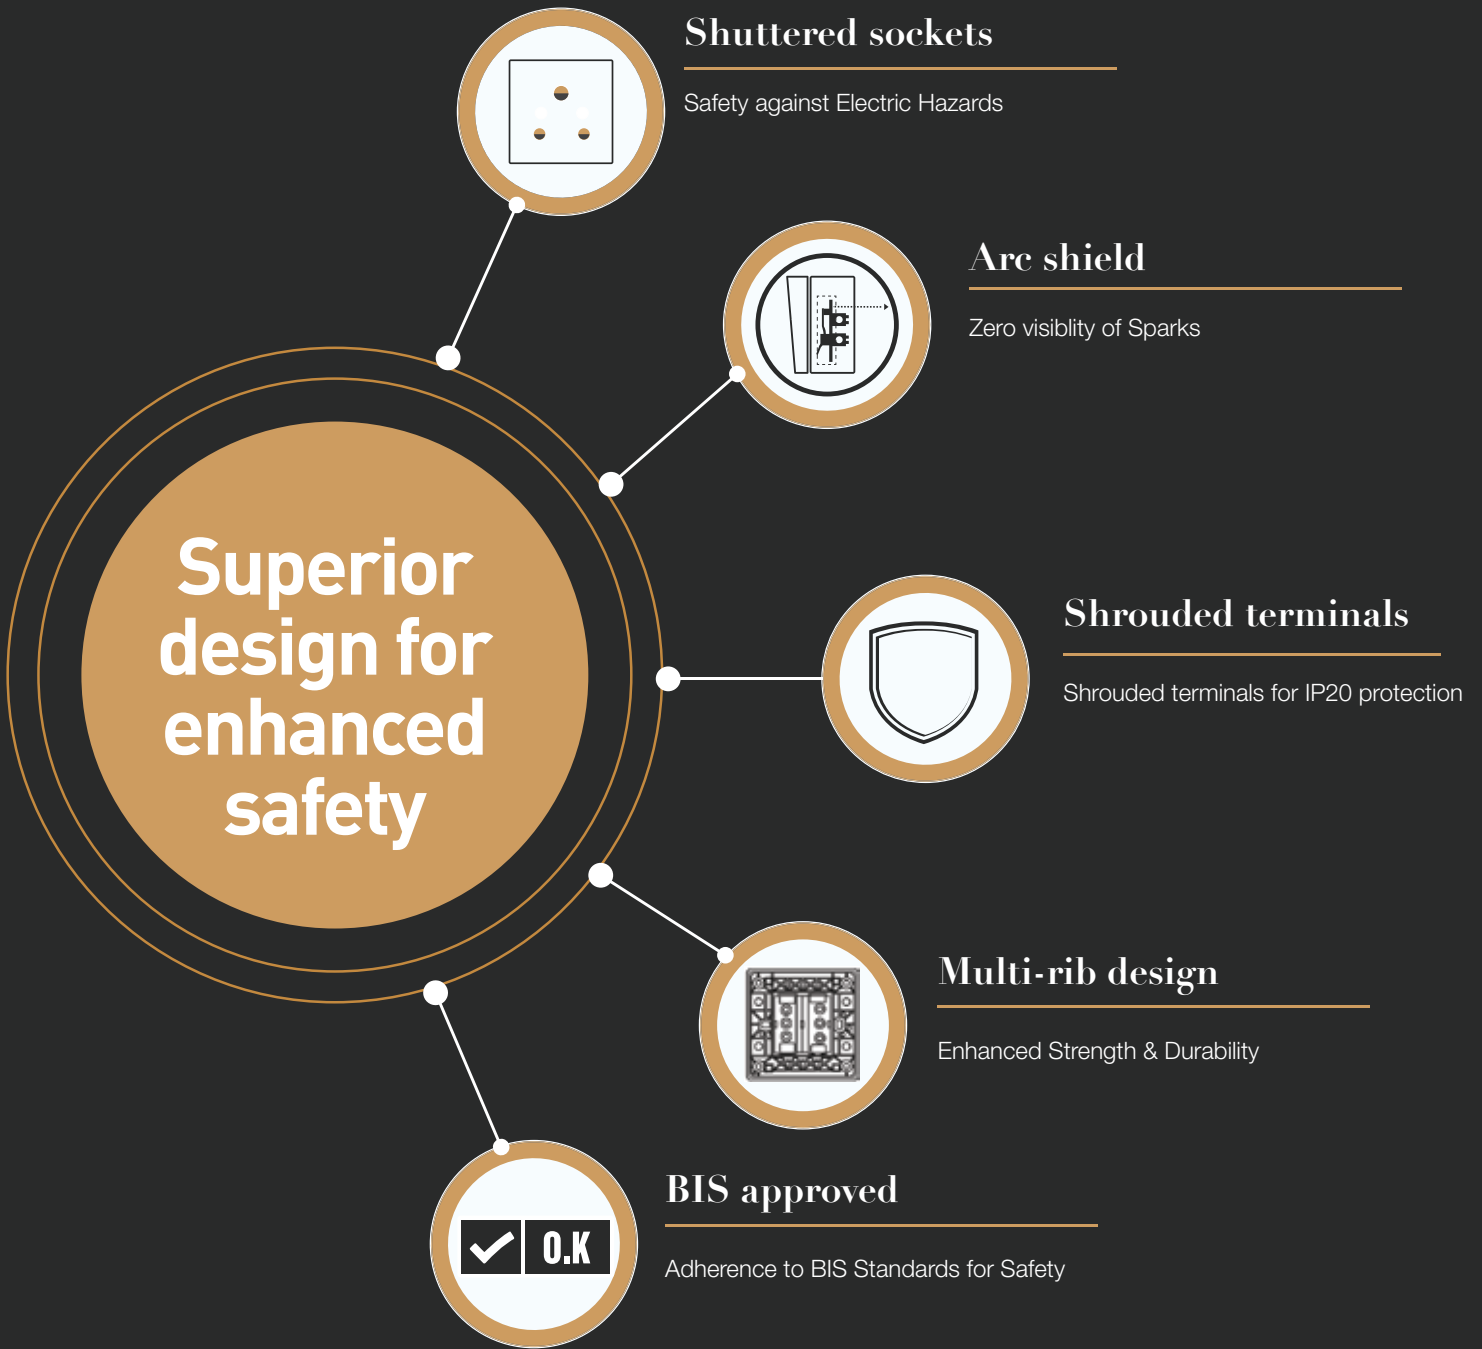 Shuttered sockets
Safety against Electric Hazards
Arc shield
Zero visiblity of Sparks
Superior
design for
enhanced
safety
Shrouded terminals
Shrouded terminals for IP20 protection
Multi-rib design
Enhanced Strength & Durability
BIS approved
O.K
Adherence to BIS Standards for Safety